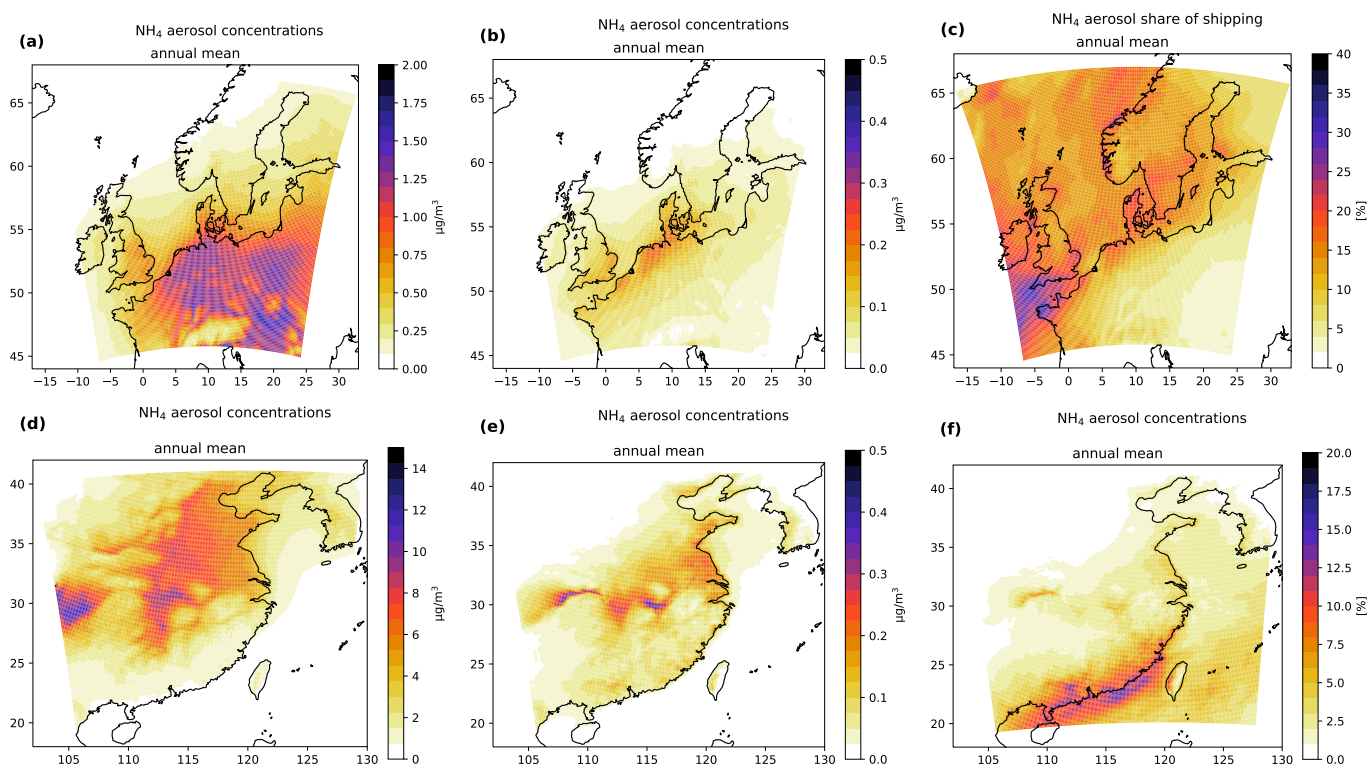 (a)
NH₄ aerosol concentrations
annual mean
65
60
55
50
45
−15 −10 −5 0 5 10 15 20 25 30
2.00
1.75
1.50
1.25
1.00
0.75
0.50
0.25
0.00
μg/m³
(b)
NH₄ aerosol concentrations
annual mean
65
60
55
50
45
−15 −10 −5 0 5 10 15 20 25 30
0.5
0.4
0.3
0.2
0.1
0.0
μg/m³
(c)
NH₄ aerosol share of shipping
annual mean
65
60
55
50
45
−15 −10 −5 0 5 10 15 20 25 30
40
35
30
25
20
15
10
5
0
[%]
(d)
NH₄ aerosol concentrations
annual mean
40
35
30
25
20
105 110 115 120 125 130
14
12
10
8
6
4
2
0
μg/m³
(e)
NH₄ aerosol concentrations
annual mean
40
35
30
25
20
105 110 115 120 125 130
0.5
0.4
0.3
0.2
0.1
0.0
μg/m³
(f)
NH₄ aerosol concentrations
annual mean
40
35
30
25
20
105 110 115 120 125 130
20.0
17.5
15.0
12.5
10.0
7.5
5.0
2.5
0.0
[%]